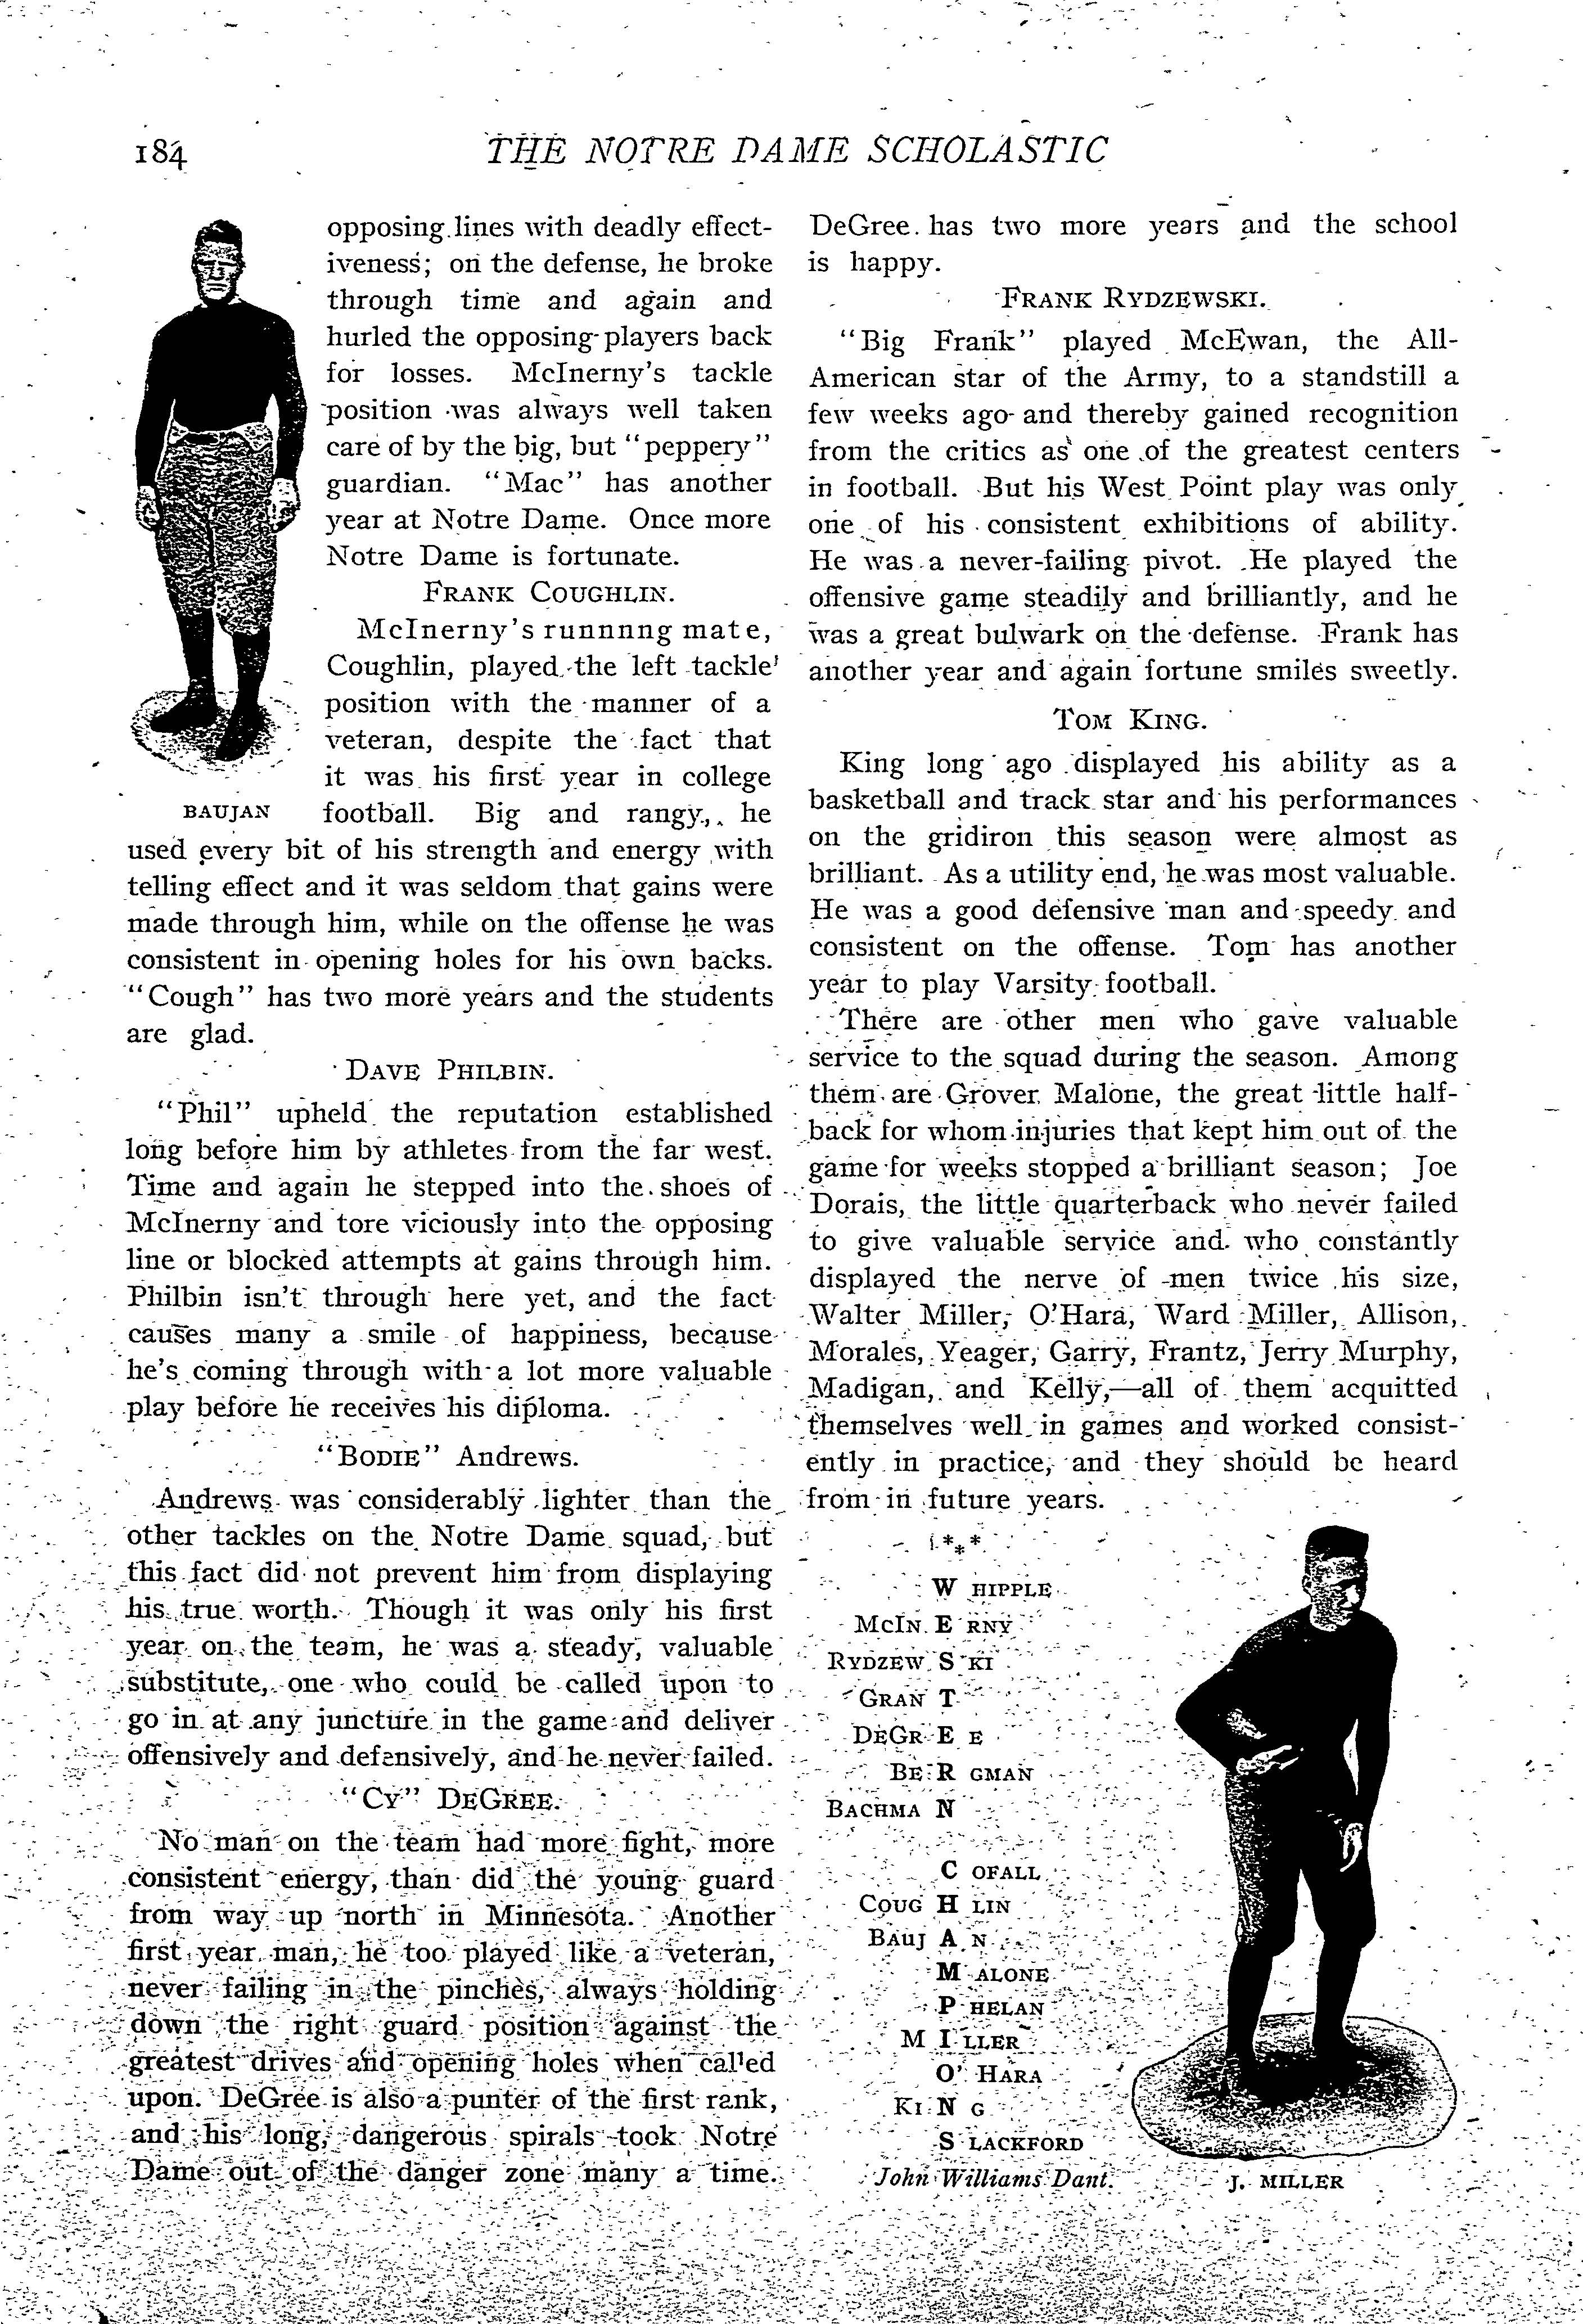 184
THE NOTRE DAME SCHOLASTIC
opposing lines with deadly effect-
iveness; on the defense, he broke
through time and again and
hurled the opposing players back
for losses. McInerny's tackle
position was always well taken
care of by the big, but "peppery"
guardian. "Mac" has another
year at Notre Dame. Once more
Notre Dame is fortunate.
FRANK COUGHLIN.
McInerny's runnnng mate,
Coughlin, played the left tackle
position with the manner of a
veteran, despite the fact that
it was his first year in college
BAUJAN
football. Big and rangy, he
used every bit of his strength and energy with
telling effect and it was seldom that gains were
made through him, while on the offense he was
consistent in opening holes for his own backs.
"Cough" has two more years and the students
are glad.
DAVE PHILBIN.
"Phil" upheld the reputation established
long before him by athletes from the far west.
Time and again he stepped into the shoes of
McInerny and tore viciously into the opposing
line or blocked attempts at gains through him.
Philbin isn't through here yet, and the fact
causes many a smile of happiness, because
he's coming through with a lot more valuable
play before he receives his diploma.
"BODIE" Andrews.
Andrews was considerably lighter than the
other tackles on the Notre Dame squad, but
this fact did not prevent him from displaying
his true worth. Though it was only his first
year on the team, he was a steady, valuable
substitute, one who could be called upon to
go in at any juncture in the game and deliver
offensively and defensively, and he never failed.
"CY" DEGREE.
No man on the team had more fight, more
consistent energy, than did the young guard
from way up north in Minnesota. Another
first year man, he too played like a veteran,
never failing in the pinches, always holding
down the right guard position against the
greatest drives and opening holes when called
upon. DeGree is also a punter of the first rank,
and his long, dangerous spirals took Notre
Dame out of the danger zone many a time.
DeGree has two more years and the school
is happy.
FRANK RYDZEWSKI.
"Big Frank" played McEwan, the All-
American star of the Army, to a standstill a
few weeks ago and thereby gained recognition
from the critics as one of the greatest centers
in football. But his West Point play was only
one of his consistent exhibitions of ability.
He was a never-failing pivot. He played the
offensive game steadily and brilliantly, and he
was a great bulwark on the defense. Frank has
another year and again fortune smiles sweetly.
TOM KING.
King long ago displayed his ability as a
basketball and track star and his performances
on the gridiron this season were almost as
brilliant. As a utility end, he was most valuable.
He was a good defensive man and speedy and
consistent on the offense. Tom has another
year to play Varsity football.
There are other men who gave valuable
service to the squad during the season. Among
them are Grover Malone, the great little half-
back for whom injuries that kept him out of the
game for weeks stopped a brilliant season; Joe
Dorais, the little quarterback who never failed
to give valuable service and who constantly
displayed the nerve of men twice his size,
Walter Miller, O'Hara, Ward Miller, Allison,
Morales, Yeager, Garry, Frantz, Jerry Murphy,
Madigan, and Kelly,—all of them acquitted
themselves well in games and worked consist-
ently in practice, and they should be heard
from in future years.
***
W HIPPLE
MCIN E RNY
RYDZEW S KI
GRAN T
DEGR E E
BE R GMAN
BACHMA N
C OFALL
COUG H LIN
BAUJ A N
M ALONE
P HELAN
M I LLER
O' HARA
KI N G
S LACKFORD
John Williams Dant.
J. MILLER